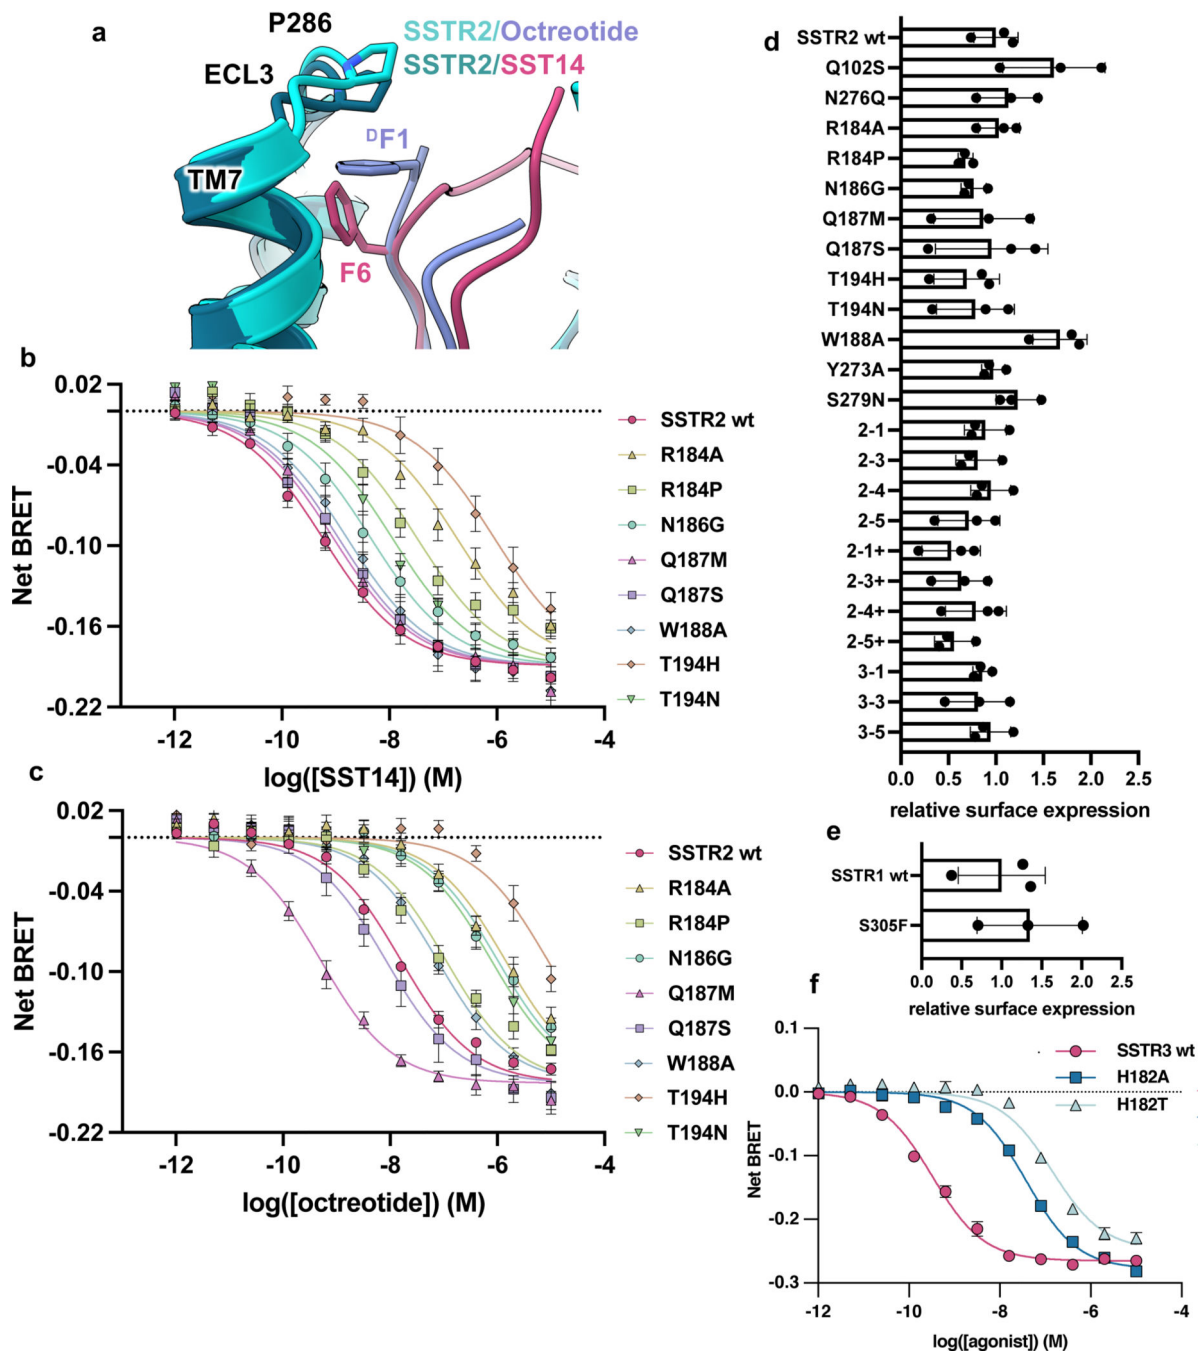 a
P286
ECL3
TM7
SSTR2/Octreotide
SSTR2/SST14
DF1
F6
b
0.02
-0.04
-0.10
-0.16
-0.22
Net BRET
-12 -10 -8 -6 -4
log([SST14]) (M)
SSTR2 wt
R184A
R184P
N186G
Q187M
Q187S
W188A
T194H
T194N
c
0.02
-0.04
-0.10
-0.16
-0.22
Net BRET
-12 -10 -8 -6 -4
log([octreotide]) (M)
SSTR2 wt
R184A
R184P
N186G
Q187M
Q187S
W188A
T194H
T194N
d
SSTR2 wt
Q102S
N276Q
R184A
R184P
N186G
Q187M
Q187S
T194H
T194N
W188A
Y273A
S279N
2-1
2-3
2-4
2-5
2-1+
2-3+
2-4+
2-5+
3-1
3-3
3-5
0.0 0.5 1.0 1.5 2.0 2.5
relative surface expression
e
SSTR1 wt
S305F
0.0 0.5 1.0 1.5 2.0 2.5
relative surface expression
f
0.1
0.0
-0.1
-0.2
-0.3
Net BRET
-12 -10 -8 -6 -4
log([agonist]) (M)
SSTR3 wt
H182A
H182T